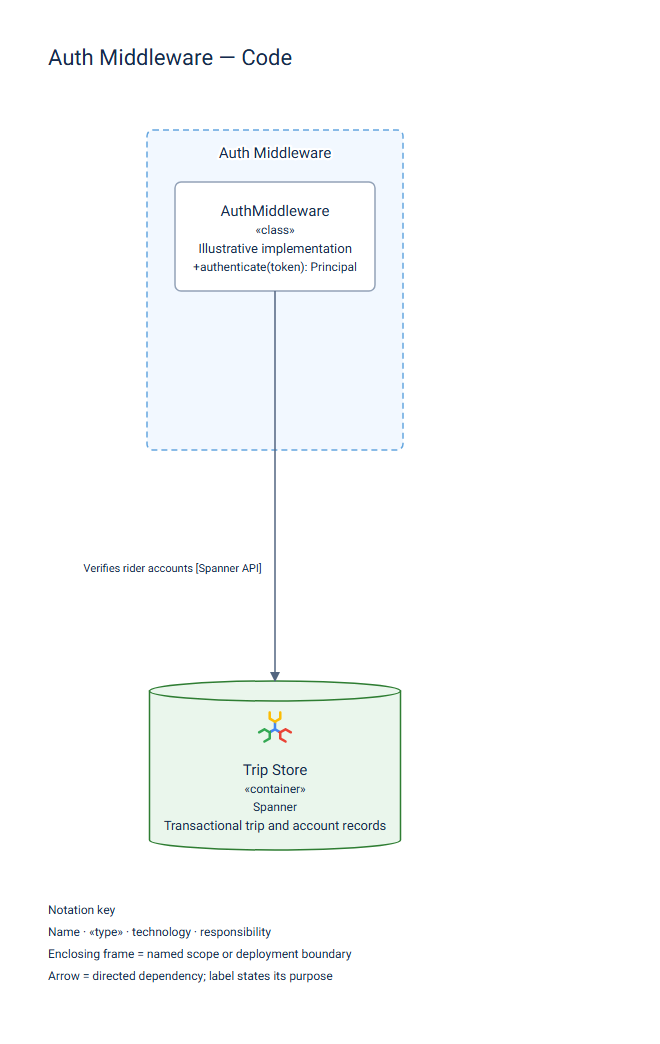 Auth Middleware — Code
Auth Middleware
AuthMiddleware
«class»
Illustrative implementation
+authenticate(token): Principal
Verifies rider accounts [Spanner API]
Trip Store
«container»
Spanner
Transactional trip and account records
Notation key
Name · «type» · technology · responsibility
Enclosing frame = named scope or deployment boundary
Arrow = directed dependency; label states its purpose